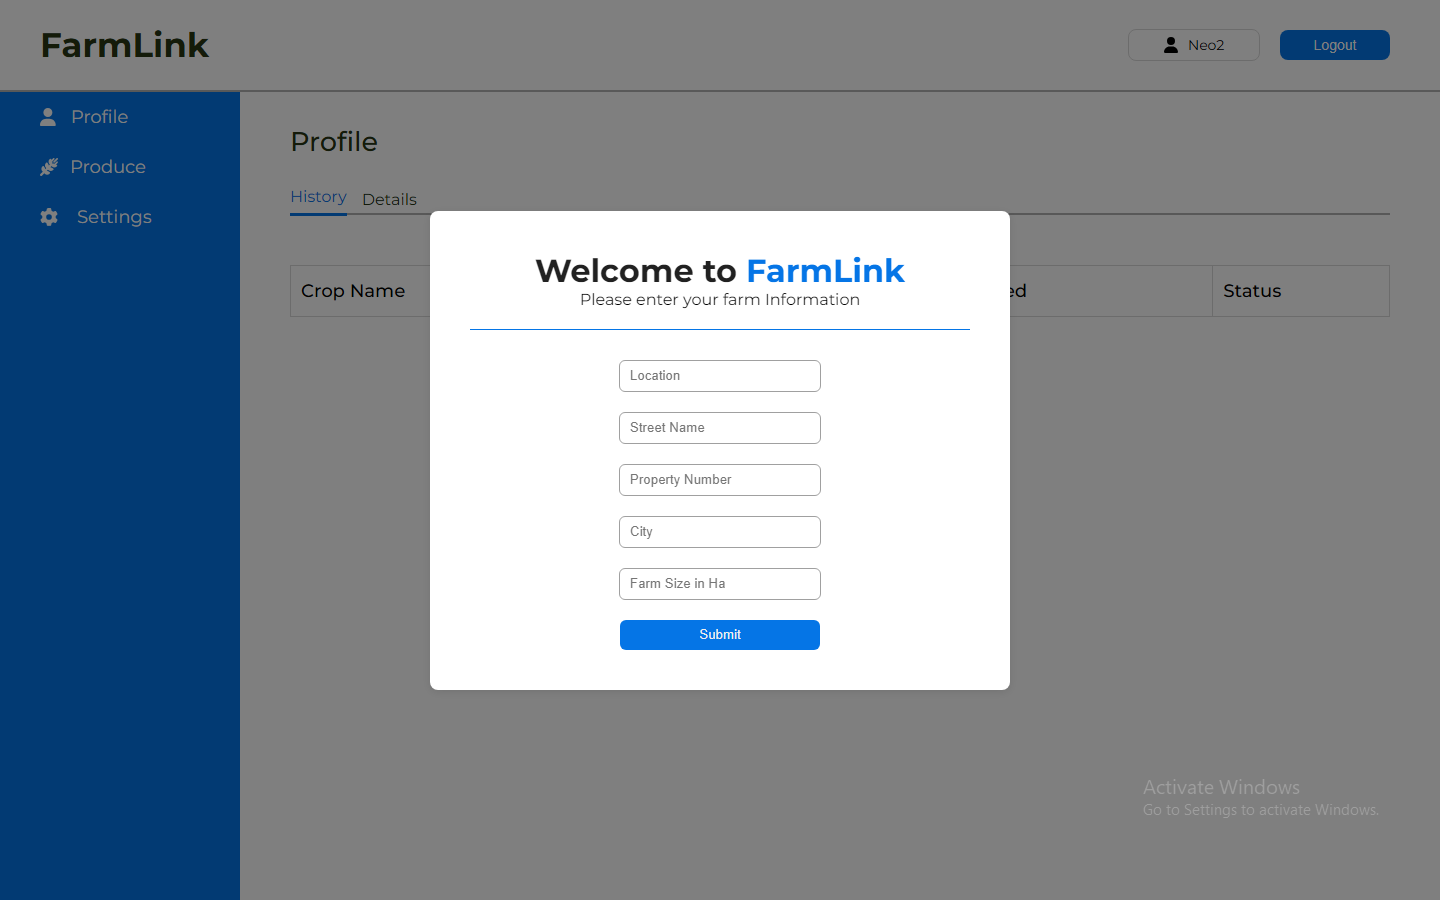 FarmLink
Neo2
Logout
Profile
Produce
Settings
Profile
History
Details
Crop Name
Status
Welcome to FarmLink
Please enter your farm Information
Location
Street Name
Property Number
City
Farm Size in Ha
Submit
Activate Windows
Go to Settings to activate Windows.